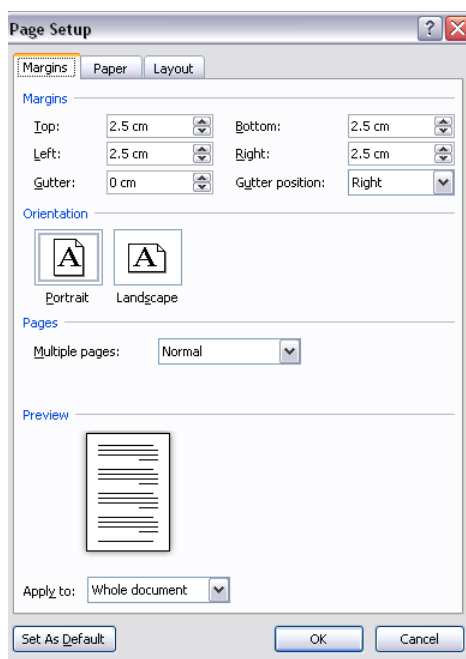 Page Setup
Margins Paper Layout
Margins
Top: 2.5 cm Bottom: 2.5 cm
Left: 2.5 cm Right: 2.5 cm
Gutter: 0 cm Gutter position: Right
Orientation
A A
Portrait Landscape
Pages
Multiple pages: Normal
Preview
Apply to: Whole document
Set As Default OK Cancel